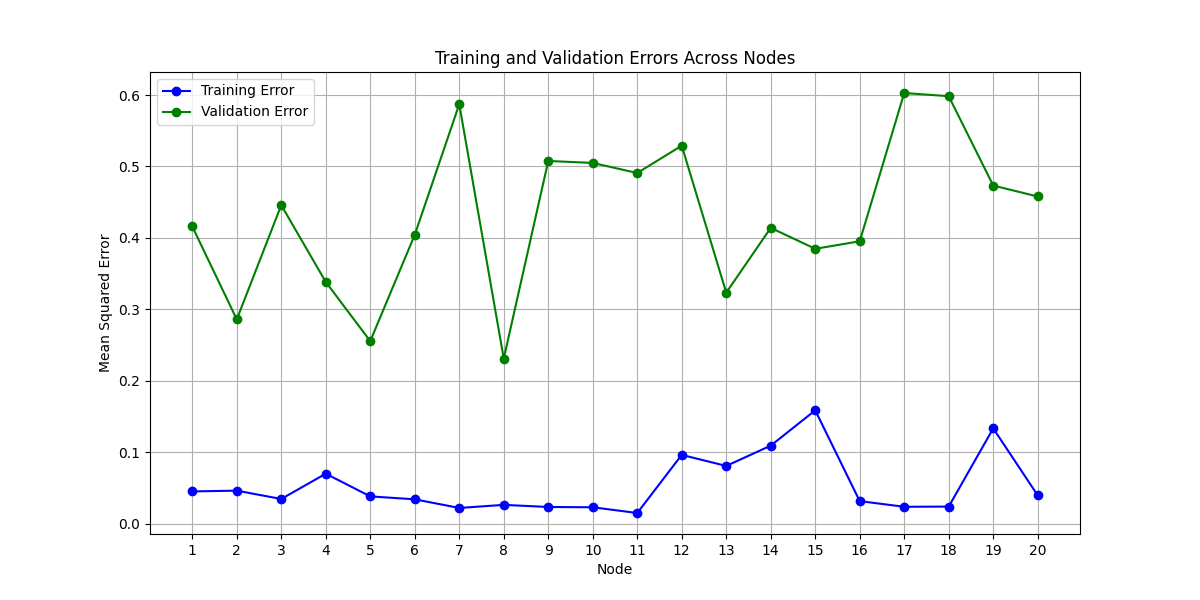 Training and Validation Errors Across Nodes
Training Error
Validation Error
0.6
0.5
0.4
0.3
0.2
0.1
0.0
Mean Squared Error
1 2 3 4 5 6 7 8 9 10 11 12 13 14 15 16 17 18 19 20
Node